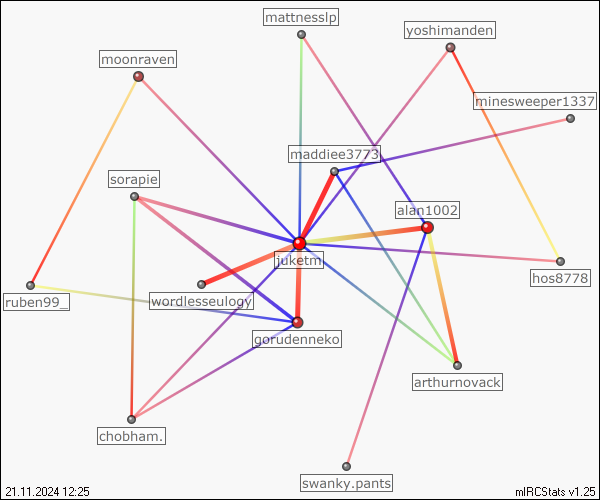 mattnesslp
yoshimanden
moonraven
minesweeper1337
maddiee3773
sorapie
alan1002
juketm
hos8778
ruben99_
wordlesseulogy
gorudenneko
arthurnovack
chobham.
swanky.pants
21.11.2024 12:25
mIRCStats v1.25